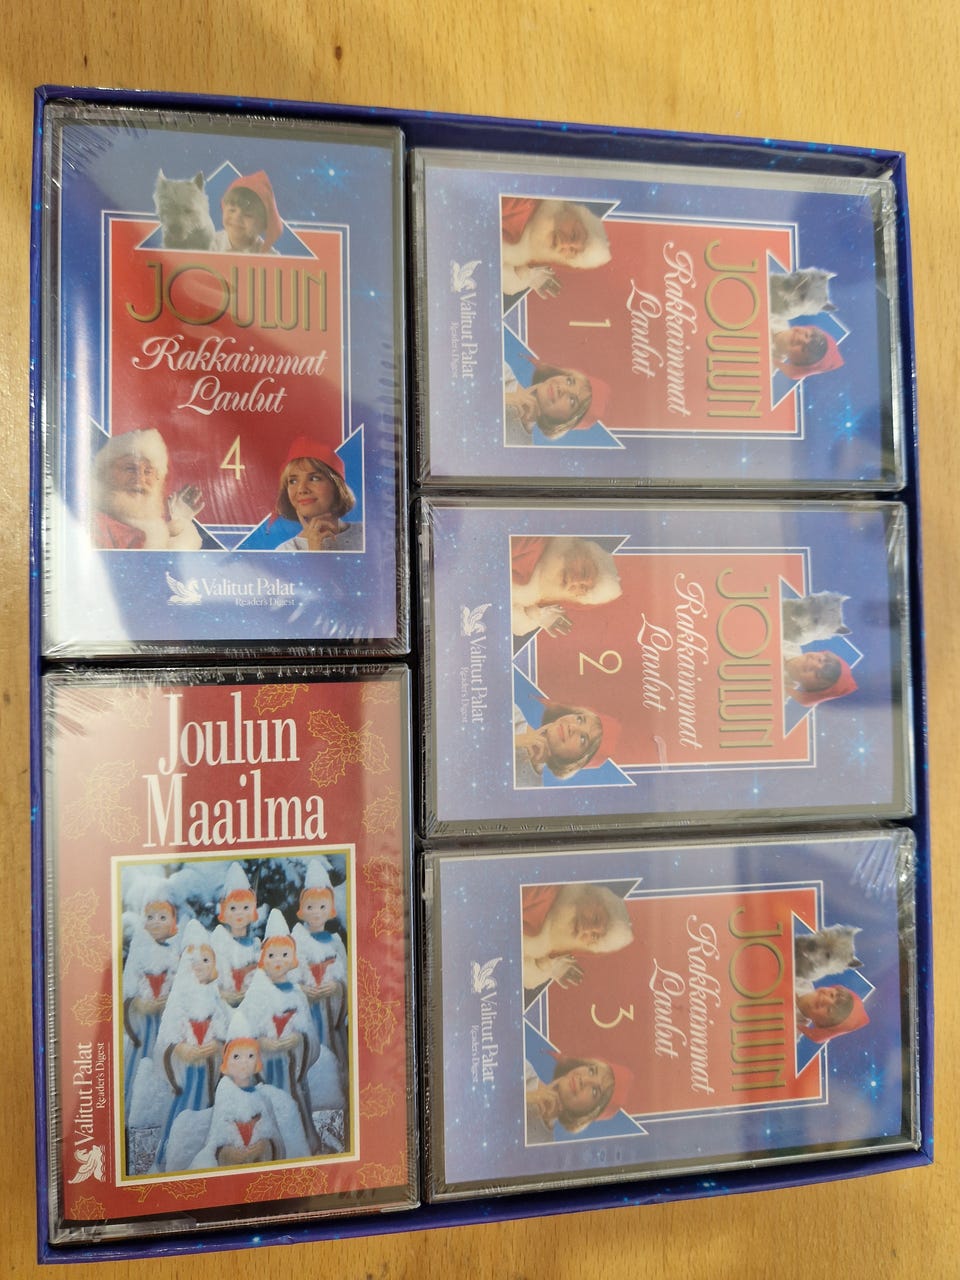 JOULUN
Rakkaimmat
Laulut
4
Valitut Palat
Reader's Digest
Joulun
Maailma
Valitut Palat
Reader's Digest
JOULUN
Rakkaimmat
Laulut
1
Valitut Palat
Reader's Digest
JOULUN
Rakkaimmat
Laulut
2
Valitut Palat
Reader's Digest
JOULUN
Rakkaimmat
Laulut
3
Valitut Palat
Reader's Digest